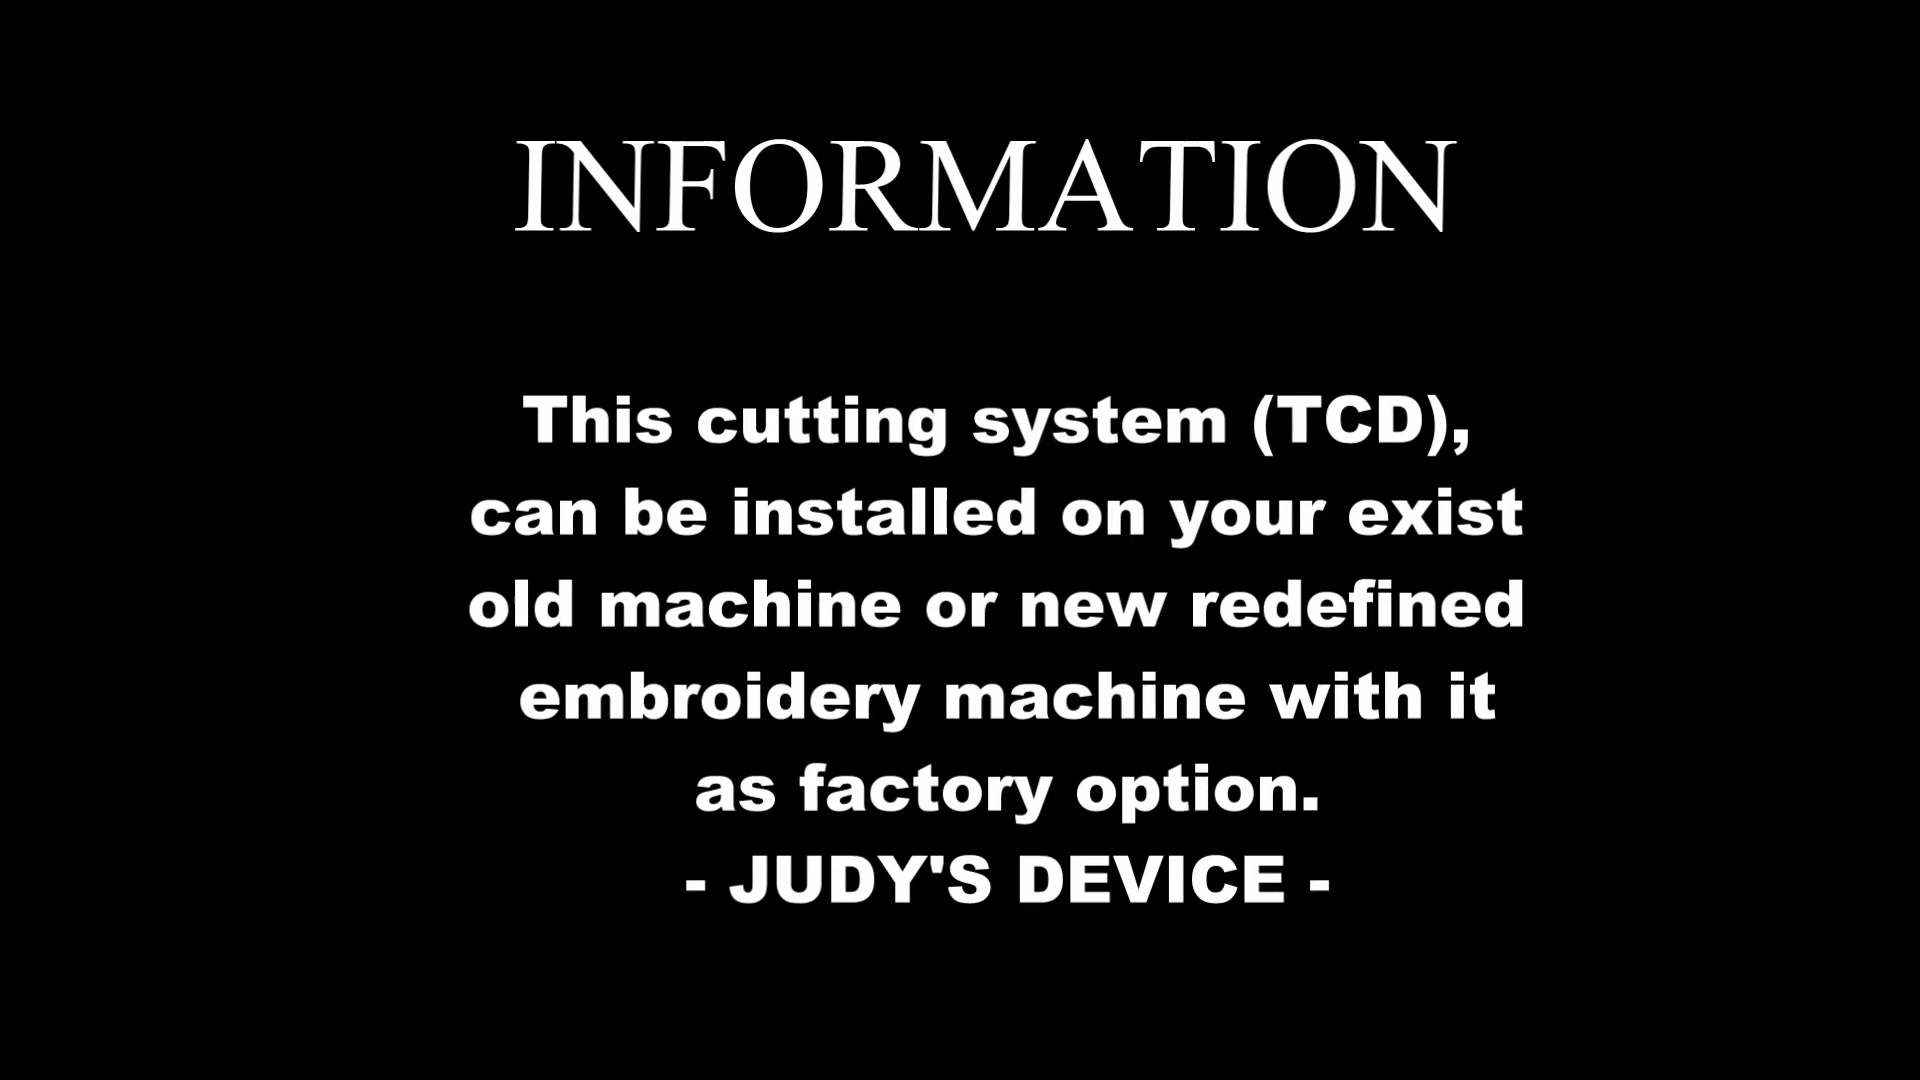 INFORMATION
This cutting system (TCD),
can be installed on your exist
old machine or new redefined
embroidery machine with it
as factory option.
- JUDY'S DEVICE -